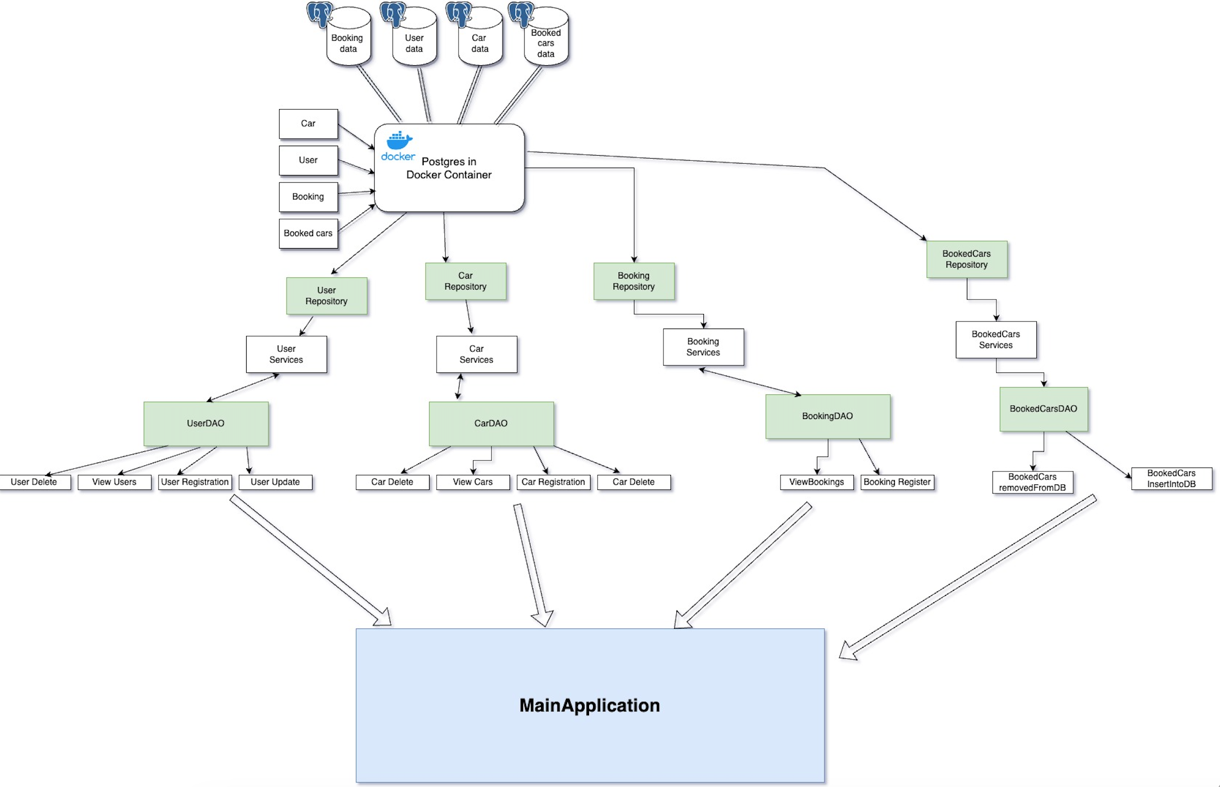 Booking
data
User
data
Car
data
Booked
cars
data
Car
User
Booking
Booked cars
docker
Postgres in
Docker Container
User
Repository
Car
Repository
Booking
Repository
BookedCars
Repository
User
Services
Car
Services
Booking
Services
BookedCars
Services
UserDAO
CarDAO
BookingDAO
BookedCarsDAO
User Delete
View Users
User Registration
User Update
Car Delete
View Cars
Car Registration
Car Delete
ViewBookings
Booking Register
BookedCars
removedFromDB
BookedCars
InsertIntoDB
MainApplication